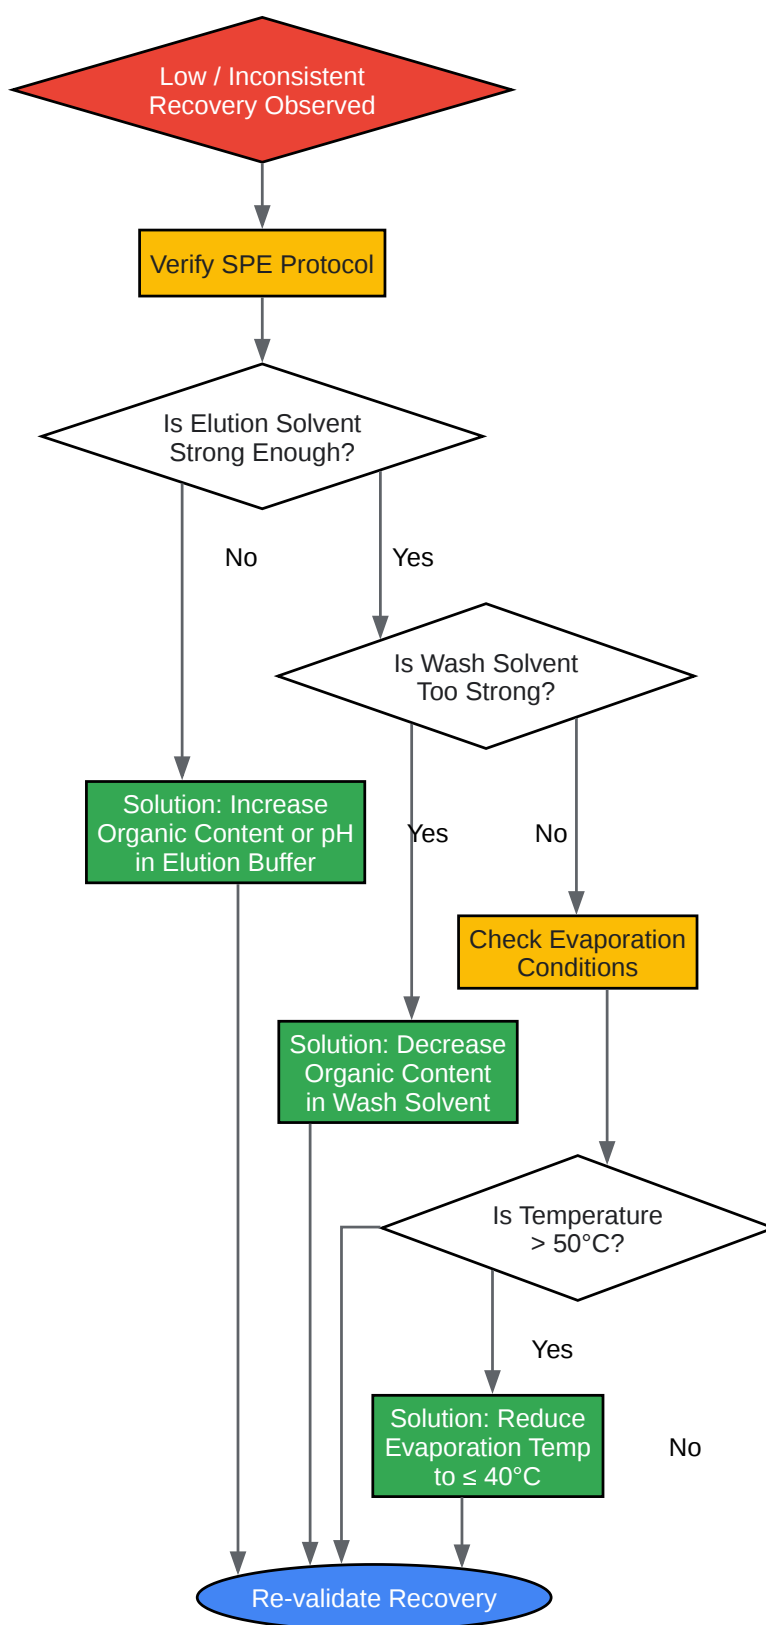 Low / Inconsistent
Recovery Observed
Verify SPE Protocol
Is Elution Solvent
Strong Enough?
No
Yes
Is Wash Solvent
Too Strong?
Solution: Increase
Organic Content or pH
in Elution Buffer
Yes
No
Check Evaporation
Conditions
Solution: Decrease
Organic Content
in Wash Solvent
Is Temperature
> 50°C?
Yes
Solution: Reduce
Evaporation Temp
to ≤ 40°C
No
Re-validate Recovery